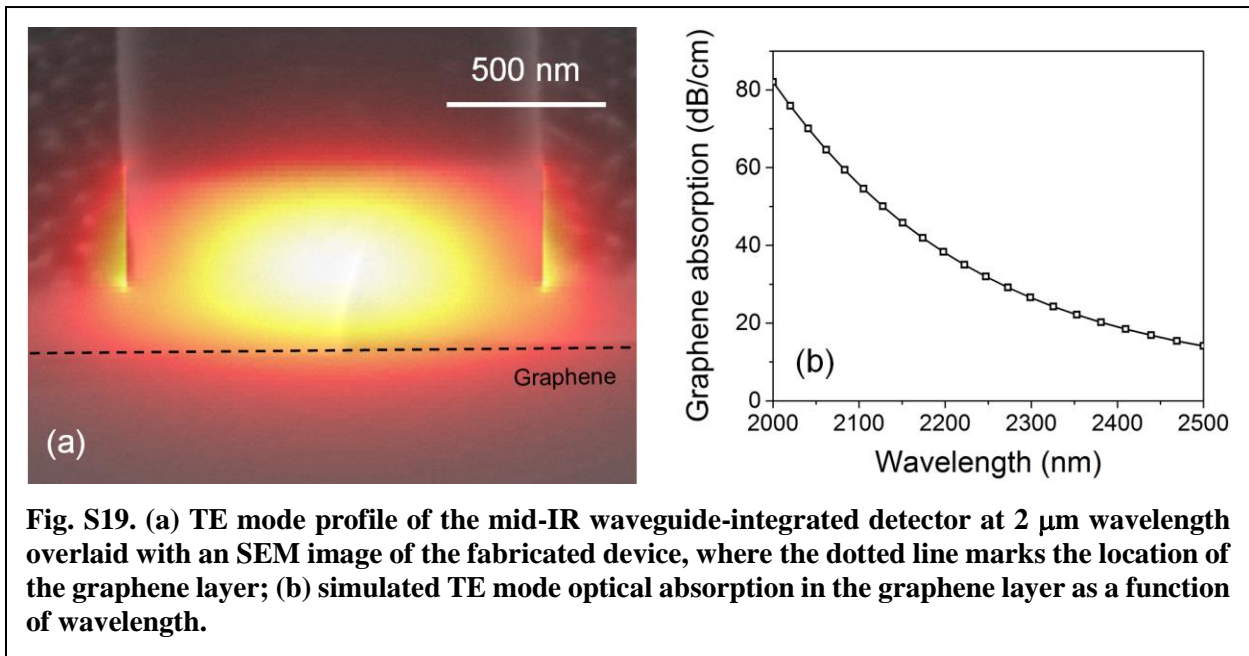 500 nm
Graphene
(a)
Graphene absorption (dB/cm)
80
60
40
20
0
(b)
2000 2100 2200 2300 2400 2500
Wavelength (nm)
Fig. S19. (a) TE mode profile of the mid-IR waveguide-integrated detector at 2 μm wavelength
overlaid with an SEM image of the fabricated device, where the dotted line marks the location of
the graphene layer; (b) simulated TE mode optical absorption in the graphene layer as a function
of wavelength.